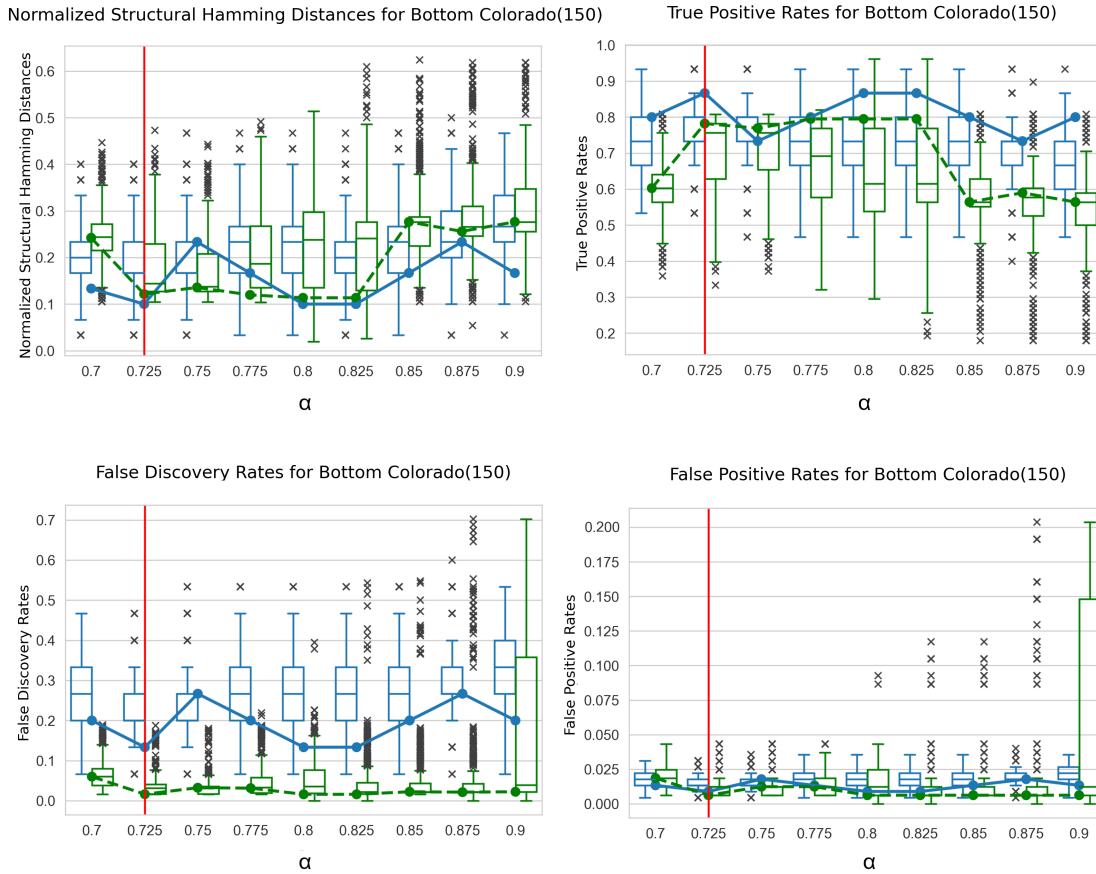 Normalized Structural Hamming Distances for Bottom Colorado(150)
Normalized Structural Hamming Distances
0.6
0.5
0.4
0.3
0.2
0.1
0.0
0.7 0.725 0.75 0.775 0.8 0.825 0.85 0.875 0.9
α
True Positive Rates for Bottom Colorado(150)
True Positive Rates
1.0
0.9
0.8
0.7
0.6
0.5
0.4
0.3
0.2
0.7 0.725 0.75 0.775 0.8 0.825 0.85 0.875 0.9
α
False Discovery Rates for Bottom Colorado(150)
False Discovery Rates
0.7
0.6
0.5
0.4
0.3
0.2
0.1
0.0
0.7 0.725 0.75 0.775 0.8 0.825 0.85 0.875 0.9
α
False Positive Rates for Bottom Colorado(150)
False Positive Rates
0.200
0.175
0.150
0.125
0.100
0.075
0.050
0.025
0.000
0.7 0.725 0.75 0.775 0.8 0.825 0.85 0.875 0.9
α